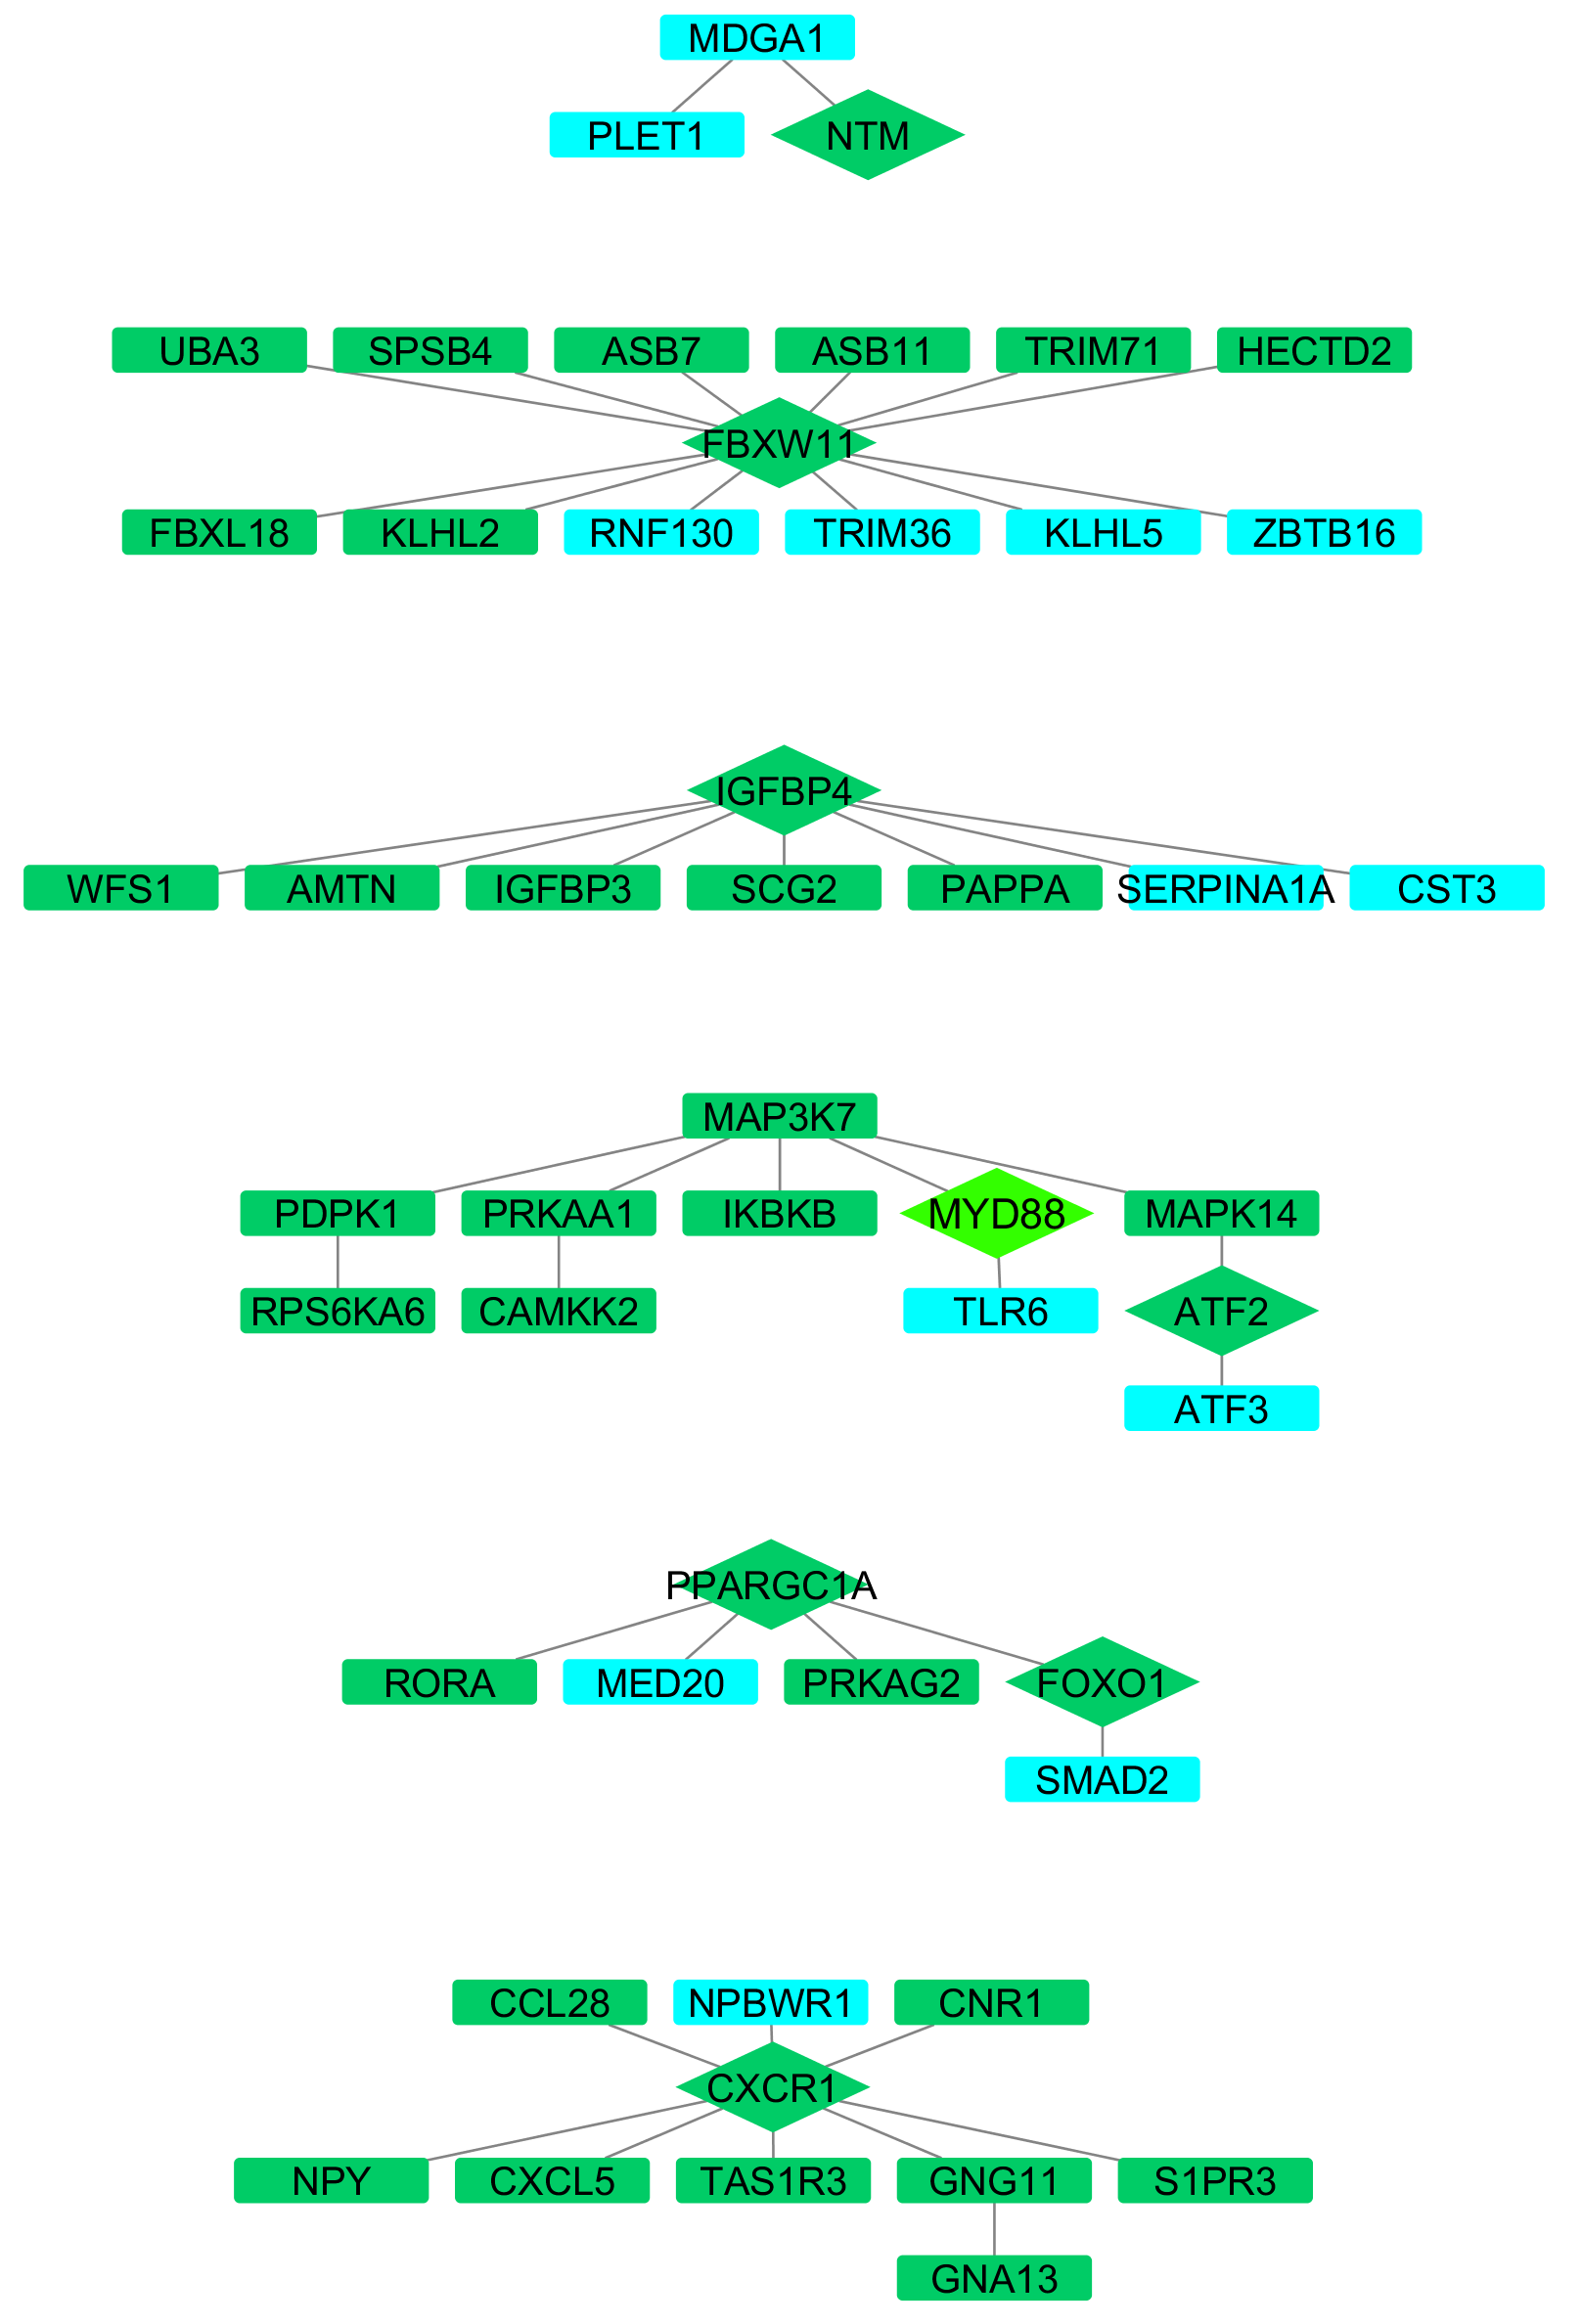 MDGA1
PLET1
NTM
UBA3
SPSB4
ASB7
ASB11
TRIM71
HECTD2
FBXW11
FBXL18
KLHL2
RNF130
TRIM36
KLHL5
ZBTB16
IGFBP4
WFS1
AMTN
IGFBP3
SCG2
PAPPA
SERPINA1A
CST3
MAP3K7
PDPK1
PRKAA1
IKBKB
MYD88
MAPK14
RPS6KA6
CAMKK2
TLR6
ATF2
ATF3
PPARGC1A
RORA
MED20
PRKAG2
FOXO1
SMAD2
CCL28
NPBWR1
CNR1
CXCR1
NPY
CXCL5
TAS1R3
GNG11
S1PR3
GNA13